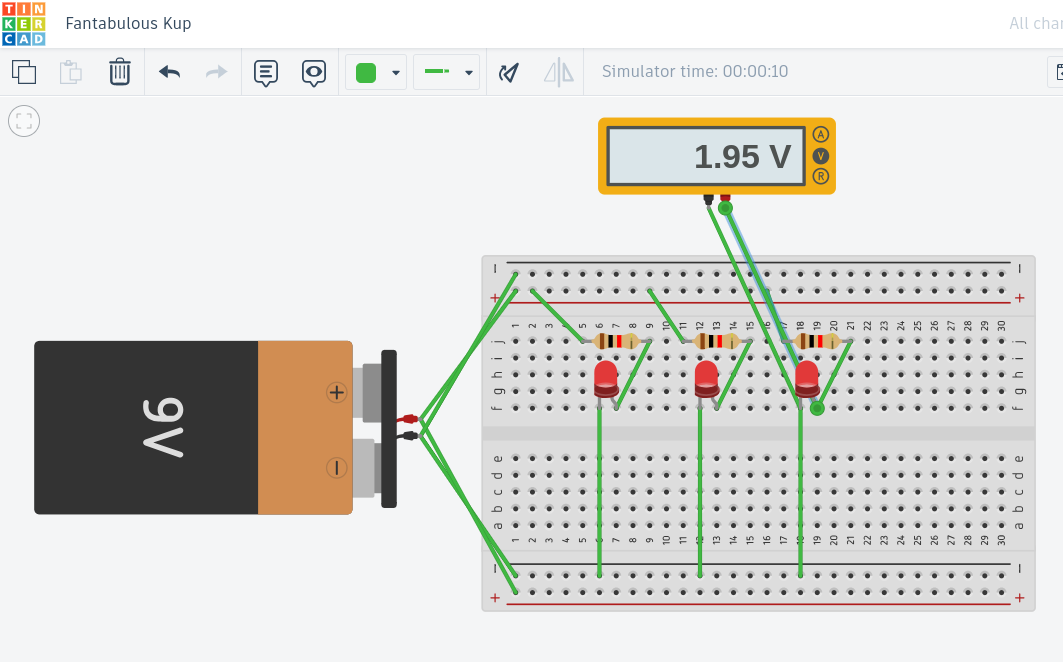 TIN
KER
CAD
Fantabulous Kup
All char
Simulator time: 00:00:10
1.95 V
A
V
R
9V
+
−
− −
+ +
1 2 3 4 5 6 7 8 9 10 11 12 13 14 15 16 17 18 19 20 21 22 23 24 25 26 27 28 29 30
j j
i i
h h
g g
f f
e e
d d
c c
b b
a a
1 2 3 4 5 6 7 8 9 10 11 12 13 14 15 16 17 18 19 20 21 22 23 24 25 26 27 28 29 30
− −
+ +